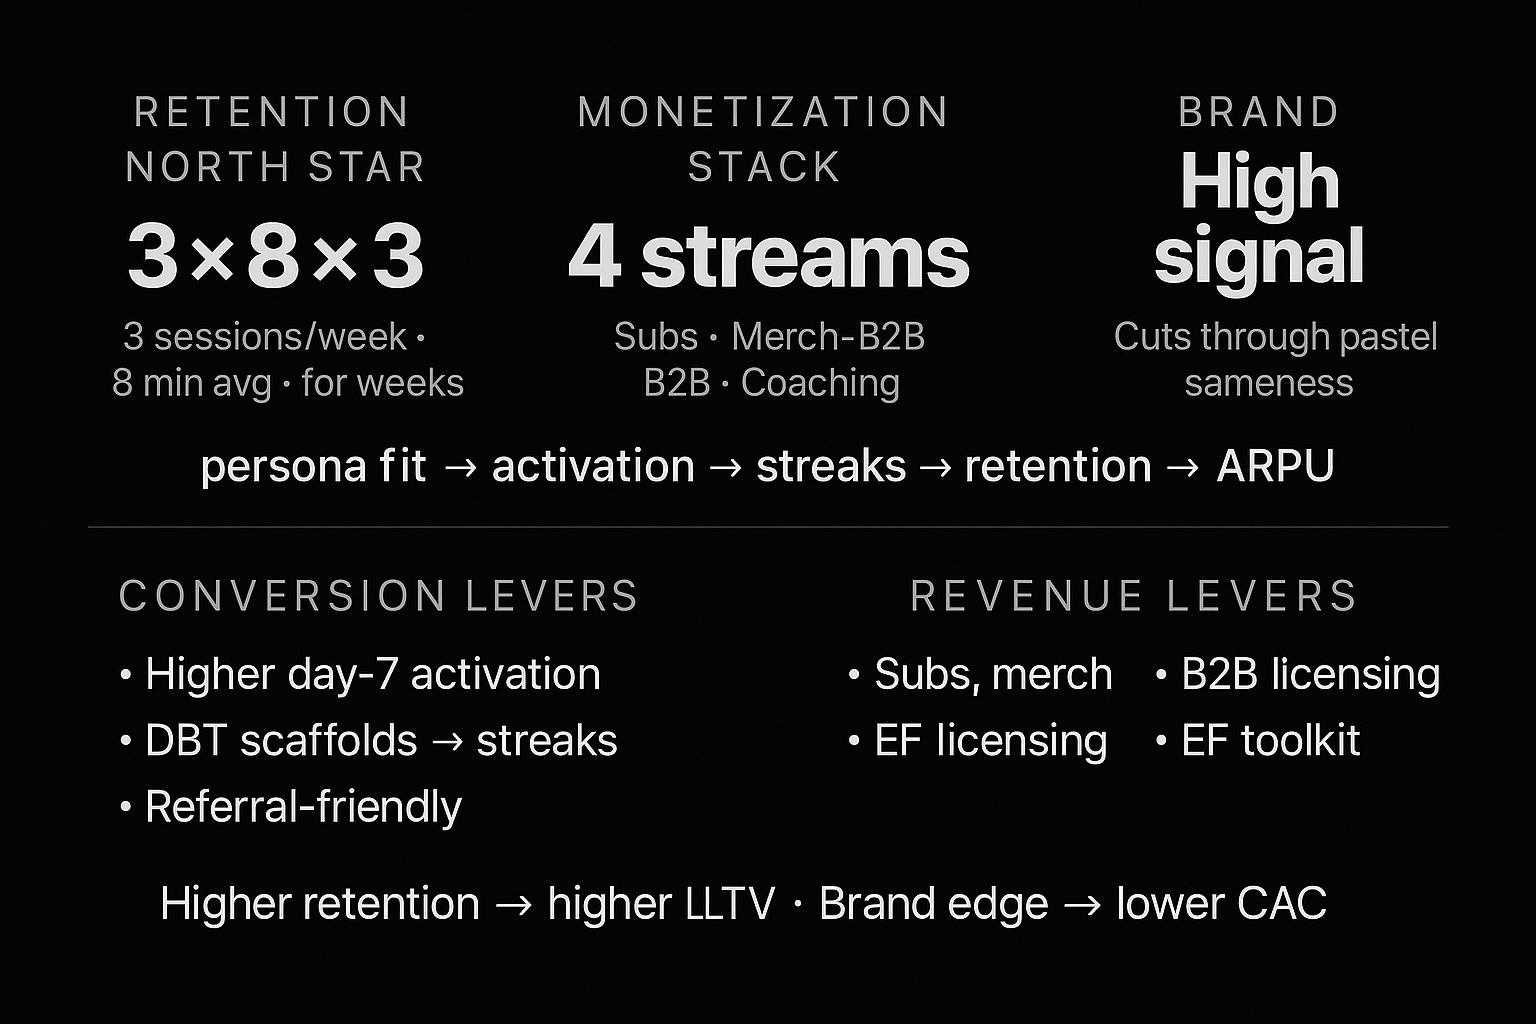 RETENTION
NORTH STAR
3×8×3
3 sessions/week •
8 min avg • for weeks
MONETIZATION
STACK
4 streams
Subs • Merch-B2B
B2B • Coaching
BRAND
High
signal
Cuts through pastel
sameness
persona fit → activation → streaks → retention → ARPU
CONVERSION LEVERS
• Higher day-7 activation
• DBT scaffolds → streaks
• Referral-friendly
REVENUE LEVERS
• Subs, merch • B2B licensing
• EF licensing • EF toolkit
Higher retention → higher LLTV · Brand edge → lower CAC